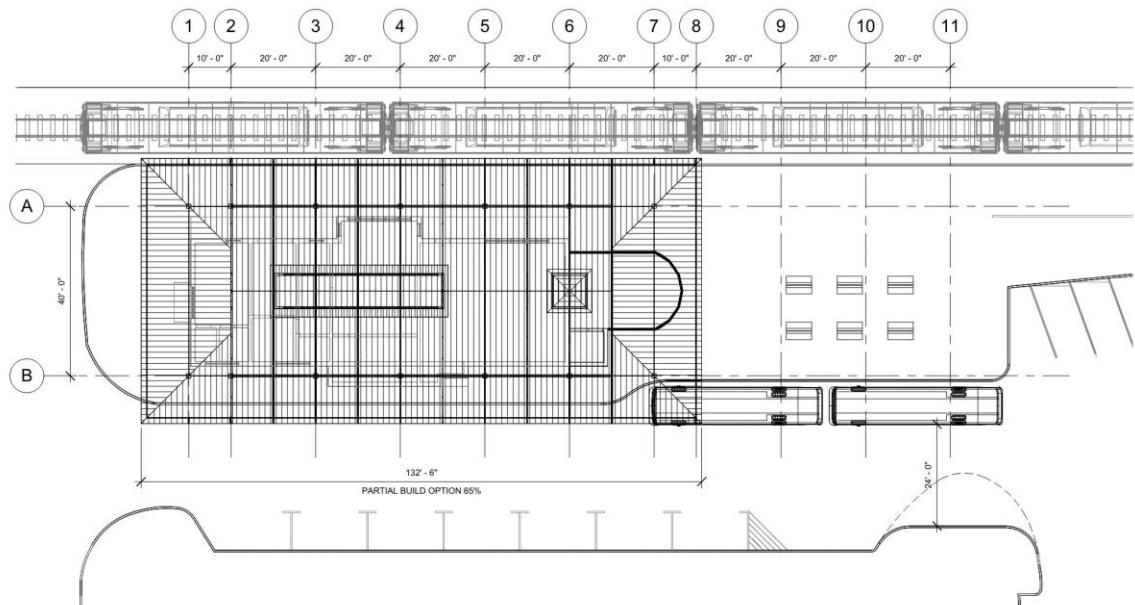 1 2 3 4 5 6 7 8 9 10 11
10' - 0" 20' - 0" 20' - 0" 20' - 0" 20' - 0" 20' - 0" 10' - 0" 20' - 0" 20' - 0" 20' - 0"
A
40' - 0"
B
132' - 6"
PARTIAL BUILD OPTION 65%
24' - 0"